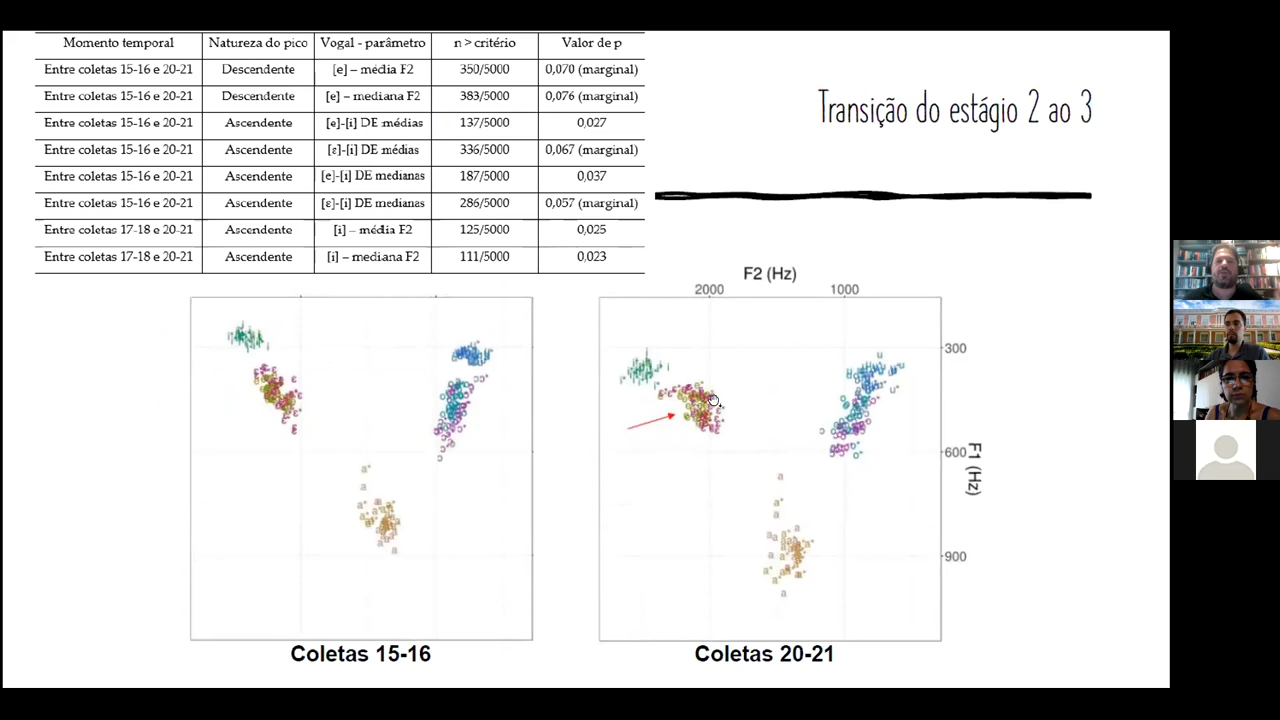 Momento temporal Natureza do pico Vogal - parâmetro n > critério Valor de p
Entre coletas 15-16 e 20-21 Descendente [e] – média F2 350/5000 0,070 (marginal)
Entre coletas 15-16 e 20-21 Descendente [e] – mediana F2 383/5000 0,076 (marginal)
Entre coletas 15-16 e 20-21 Ascendente [e]-[i] DE médias 137/5000 0,027
Entre coletas 15-16 e 20-21 Ascendente [ɛ]-[i] DE médias 336/5000 0,067 (marginal)
Entre coletas 15-16 e 20-21 Ascendente [e]-[i] DE medianas 187/5000 0,037
Entre coletas 15-16 e 20-21 Ascendente [ɛ]-[i] DE medianas 286/5000 0,057 (marginal)
Entre coletas 17-18 e 20-21 Ascendente [i] – média F2 125/5000 0,025
Entre coletas 17-18 e 20-21 Ascendente [i] – mediana F2 111/5000 0,023
Transição do estágio 2 ao 3
F2 (Hz)
2000 1000
300
600
900
F1 (Hz)
Coletas 15-16
Coletas 20-21